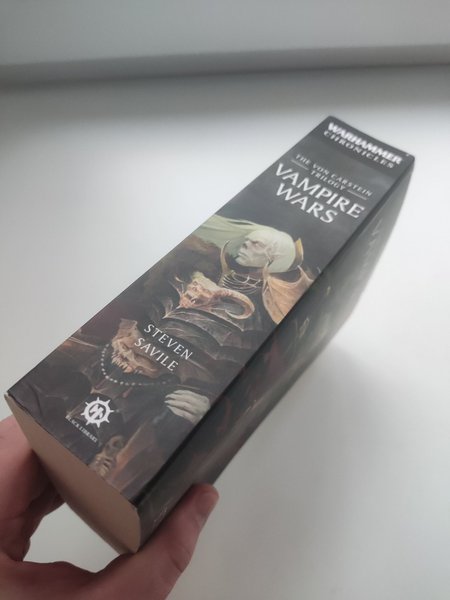 WARHAMMER
CHRONICLES
THE VON CARSTEIN
TRILOGY
VAMPIRE
WARS
STEVEN
SAVILE
BLACK LIBRARY